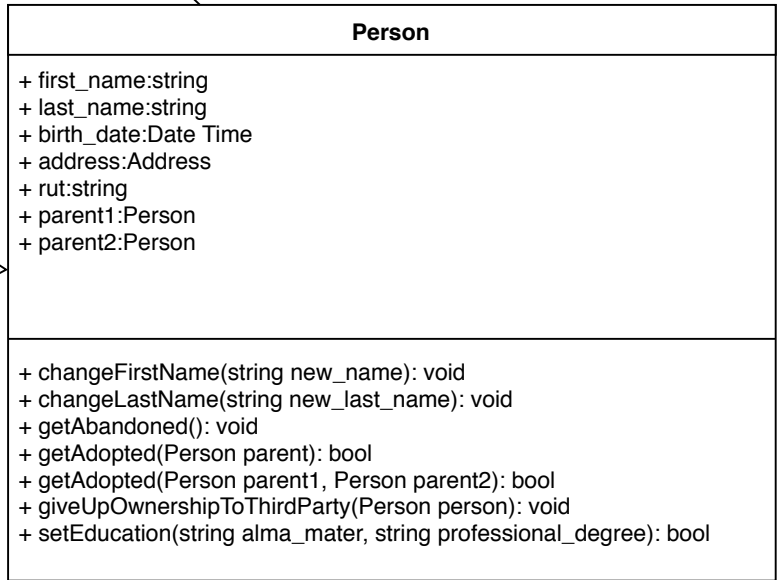 Person
+ first_name:string
+ last_name:string
+ birth_date:Date Time
+ address:Address
+ rut:string
+ parent1:Person
+ parent2:Person
+ changeFirstName(string new_name): void
+ changeLastName(string new_last_name): void
+ getAbandoned(): void
+ getAdopted(Person parent): bool
+ getAdopted(Person parent1, Person parent2): bool
+ giveUpOwnershipToThirdParty(Person person): void
+ setEducation(string alma_mater, string professional_degree): bool